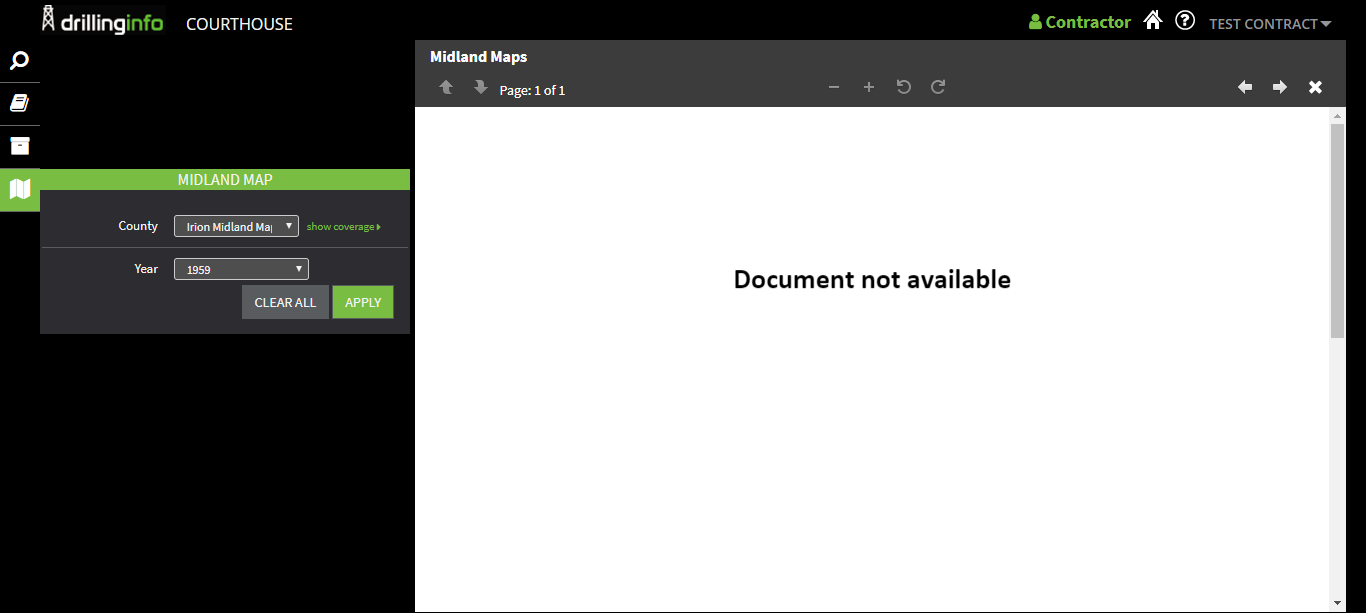 drillinginfo COURTHOUSE
Contractor
TEST CONTRACT
Midland Maps
Page: 1 of 1
MIDLAND MAP
County Irion Midland Map show coverage
Year 1959
CLEAR ALL APPLY
Document not available